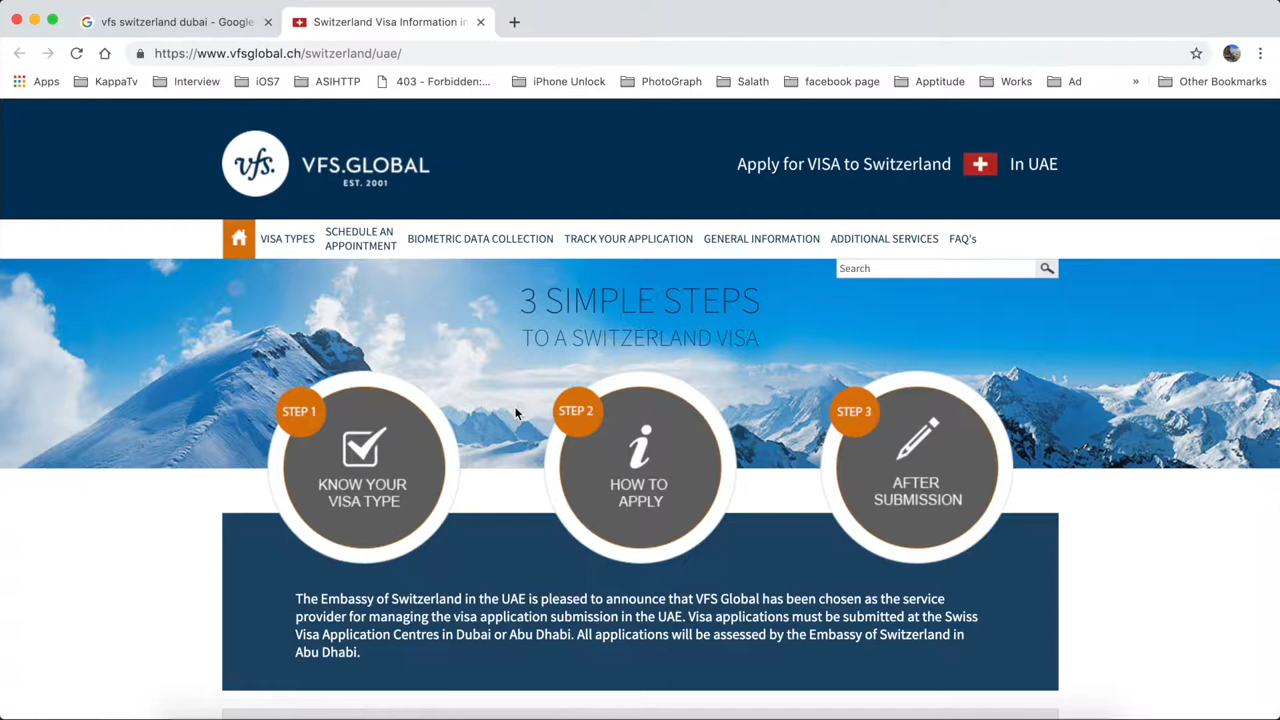 vfs switzerland dubai - Google
Switzerland Visa Information in
https://www.vfsglobal.ch/switzerland/uae/
Apps
KappaTv
Interview
iOS7
ASIHTTP
403 - Forbidden:...
iPhone Unlock
PhotoGraph
Salath
facebook page
Apptitude
Works
Ad
»
Other Bookmarks
vfs.
VFS.GLOBAL
EST. 2001
Apply for VISA to Switzerland
In UAE
VISA TYPES
SCHEDULE AN
APPOINTMENT
BIOMETRIC DATA COLLECTION
TRACK YOUR APPLICATION
GENERAL INFORMATION
ADDITIONAL SERVICES
FAQ's
Search
3 SIMPLE STEPS
TO A SWITZERLAND VISA
STEP 1
KNOW YOUR
VISA TYPE
STEP 2
HOW TO
APPLY
STEP 3
AFTER
SUBMISSION
The Embassy of Switzerland in the UAE is pleased to announce that VFS Global has been chosen as the service
provider for managing the visa application submission in the UAE. Visa applications must be submitted at the Swiss
Visa Application Centres in Dubai or Abu Dhabi. All applications will be assessed by the Embassy of Switzerland in
Abu Dhabi.